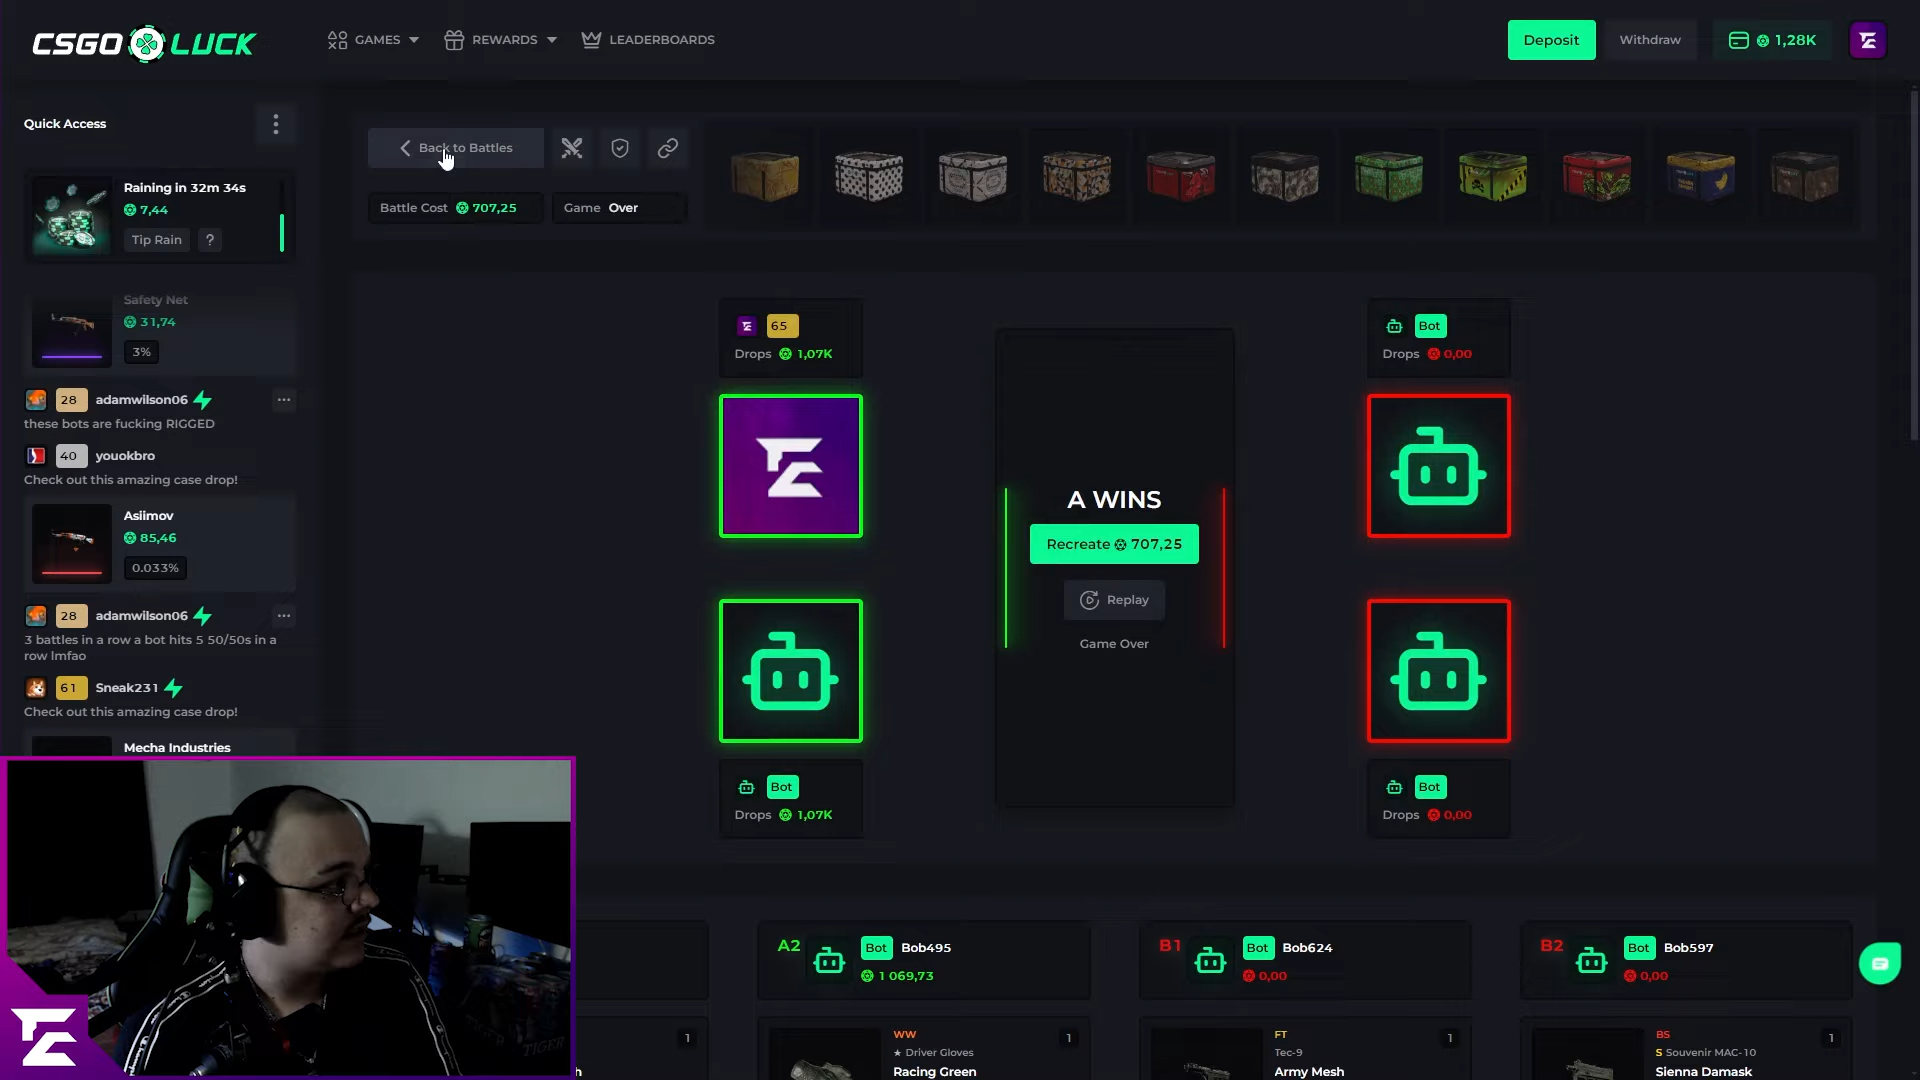 CSGO LUCK
GAMES
REWARDS
LEADERBOARDS
Deposit
Withdraw
1,28K
Quick Access
Raining in 32m 34s
7,44
Tip Rain
?
Safety Net
31,74
3%
28 adamwilson06
these bots are fucking RIGGED
40 youokbro
Check out this amazing case drop!
Asiimov
85,46
0.033%
28 adamwilson06
3 battles in a row a bot hits 5 50/50s in a
row lmfao
61 Sneak231
Check out this amazing case drop!
Mecha Industries
Back to Battles
Battle Cost 707,25
Game Over
65
Drops 1,07K
Bot
Drops 0,00
A WINS
Recreate 707,25
Replay
Game Over
Bot
Drops 1,07K
Bot
Drops 0,00
A2 Bot Bob495
1 069,73
B1 Bot Bob624
0,00
B2 Bot Bob597
0,00
1
WW
★ Driver Gloves
Racing Green
1
FT
Tec-9
Army Mesh
1
BS
S Souvenir MAC-10
Sienna Damask
1